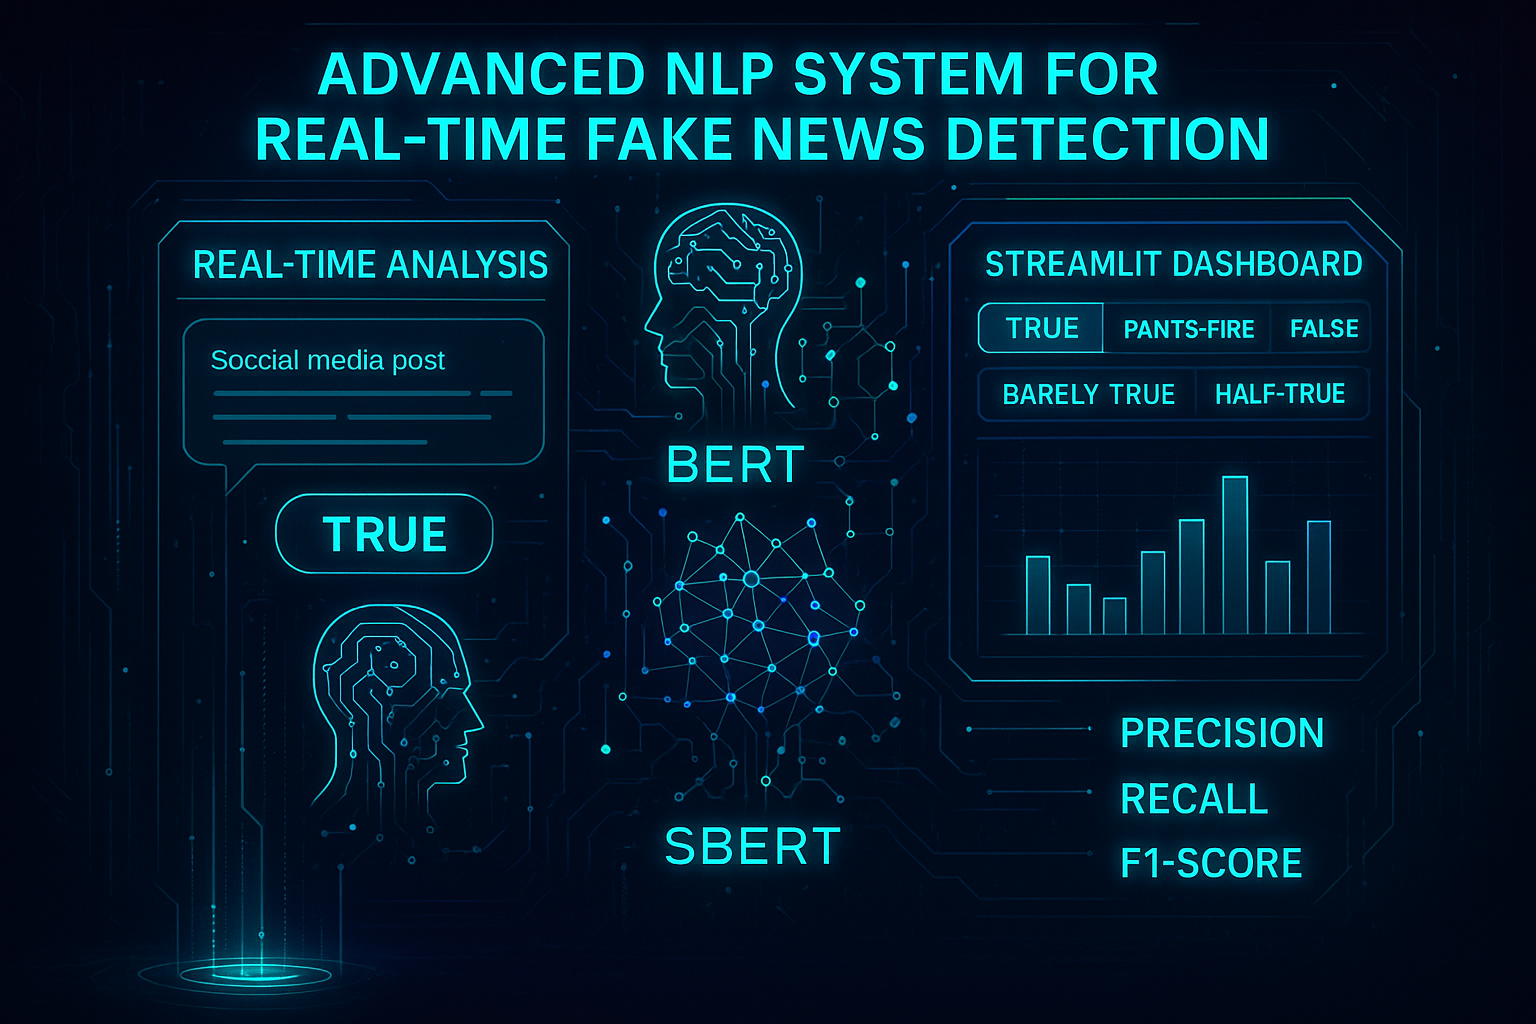 ADVANCED NLP SYSTEM FOR
REAL-TIME FAKE NEWS DETECTION
REAL-TIME ANALYSIS
Soccial media post
TRUE
BERT
SBERT
STREAMLIT DASHBOARD
TRUE PANTS-FIRE FALSE
BARELY TRUE HALF-TRUE
PRECISION
RECALL
F1-SCORE